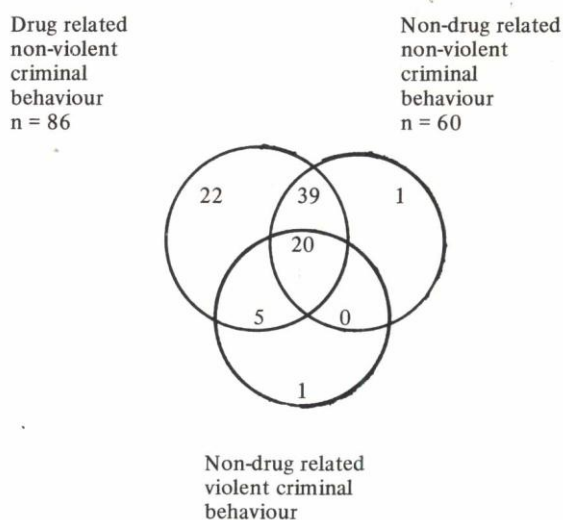 Drug related
non-violent
criminal
behaviour
n = 86
Non-drug related
non-violent
criminal
behaviour
n = 60
22
39
1
20
5
0
1
Non-drug related
violent criminal
behaviour